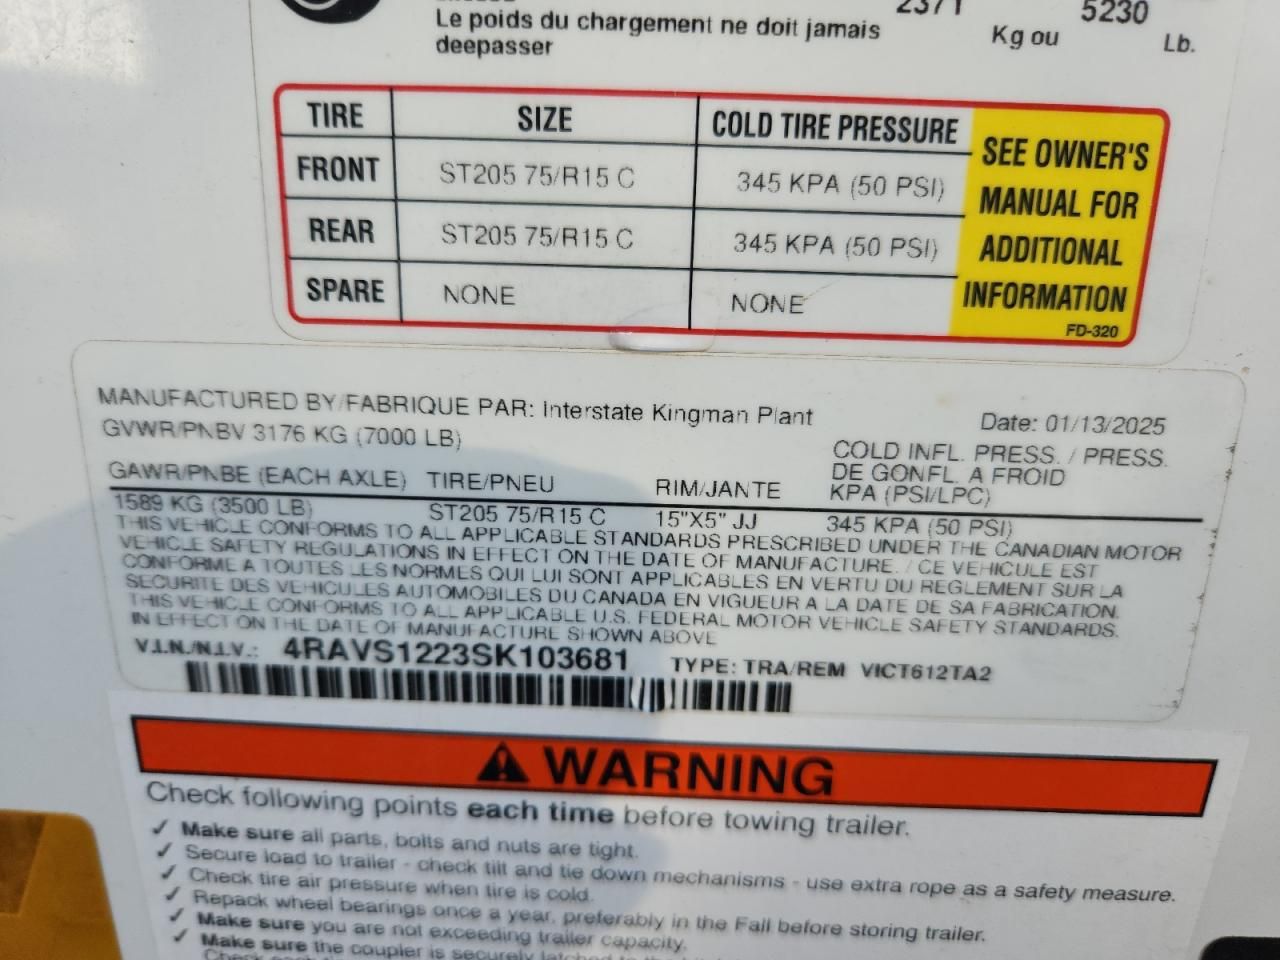 2371
5230
Le poids du chargement ne doit jamais
deepasser
Kg ou
Lb.
TIRE SIZE COLD TIRE PRESSURE
FRONT ST205 75/R15 C 345 KPA (50 PSI)
REAR ST205 75/R15 C 345 KPA (50 PSI)
SPARE NONE NONE
SEE OWNER'S
MANUAL FOR
ADDITIONAL
INFORMATION
FD-320
MANUFACTURED BY/FABRIQUE PAR: Interstate Kingman Plant
Date: 01/13/2025
GVWR/PNBV 3176 KG (7000 LB)
COLD INFL. PRESS. / PRESS.
DE GONFL. A FROID
GAWR/PNBE (EACH AXLE) TIRE/PNEU RIM/JANTE KPA (PSI/LPC)
1589 KG (3500 LB) ST205 75/R15 C 15"X5" JJ 345 KPA (50 PSI)
THIS VEHICLE CONFORMS TO ALL APPLICABLE STANDARDS PRESCRIBED UNDER THE CANADIAN MOTOR
VEHICLE SAFETY REGULATIONS IN EFFECT ON THE DATE OF MANUFACTURE. / CE VEHICULE EST
CONFORME A TOUTES LES NORMES QUI LUI SONT APPLICABLES EN VERTU DU REGLEMENT SUR LA
SECURITE DES VEHICULES AUTOMOBILES DU CANADA EN VIGUEUR A LA DATE DE SA FABRICATION.
THIS VEHICLE CONFORMS TO ALL APPLICABLE U.S. FEDERAL MOTOR VEHICLE SAFETY STANDARDS.
IN EFFECT ON THE DATE OF MANUFACTURE SHOWN ABOVE
V.I.N./N.I.V.: 4RAVS1223SK103681 TYPE: TRA/REM VICT612TA2
WARNING
Check following points each time before towing trailer.
✓ Make sure all parts, bolts and nuts are tight.
✓ Secure load to trailer - check tilt and tie down mechanisms - use extra rope as a safety measure.
✓ Check tire air pressure when tire is cold.
✓ Repack wheel bearings once a year, preferably in the Fall before storing trailer.
✓ Make sure you are not exceeding trailer capacity.
✓ Make sure the coupler is securely latched to the